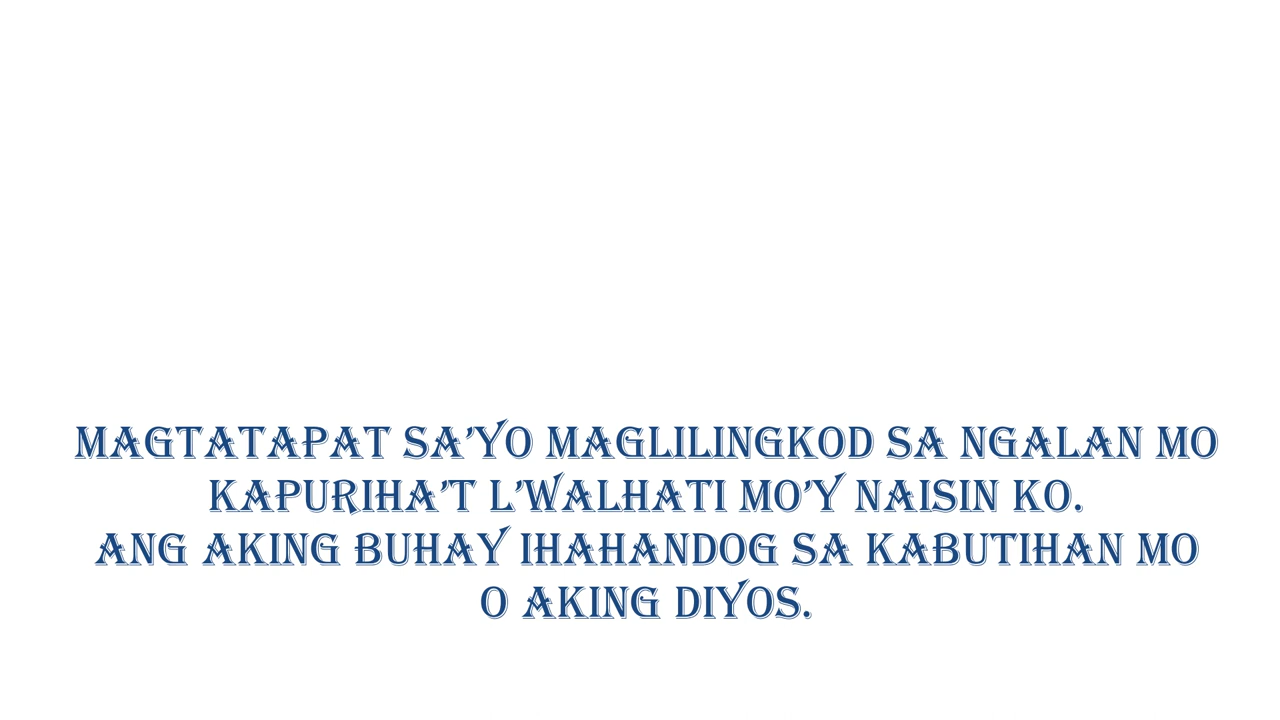 MAGTATAPAT SA’YO MAGLILINGKOD SA NGALAN MO
KAPURIHA’T L’WALHATI MO’Y NAISIN KO.
ANG AKING BUHAY IHAHANDOG SA KABUTIHAN MO
O AKING DIYOS.